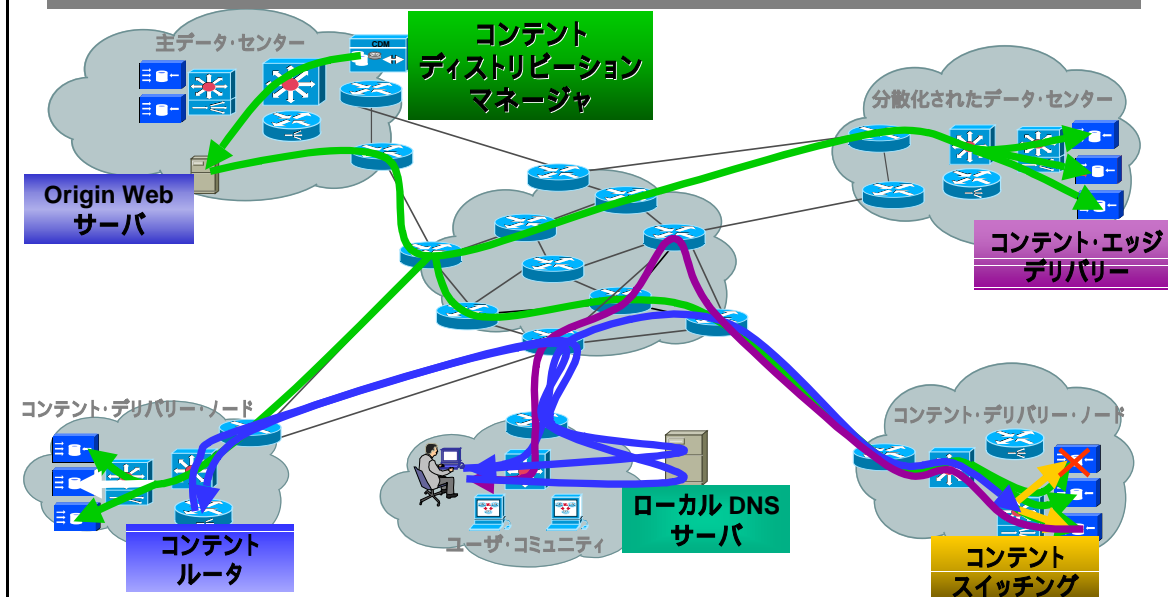 主データ・センター
CDM
コンテント
ディストリビーション
マネージャ
分散化されたデータ・センター
Origin Web
サーバ
コンテント・エッジ
デリバリー
コンテント・デリバリー・ノード
コンテント・デリバリー・ノード
ローカル DNS
サーバ
ユーザ・コミュニティ
コンテント
ルータ
コンテント
スイッチング